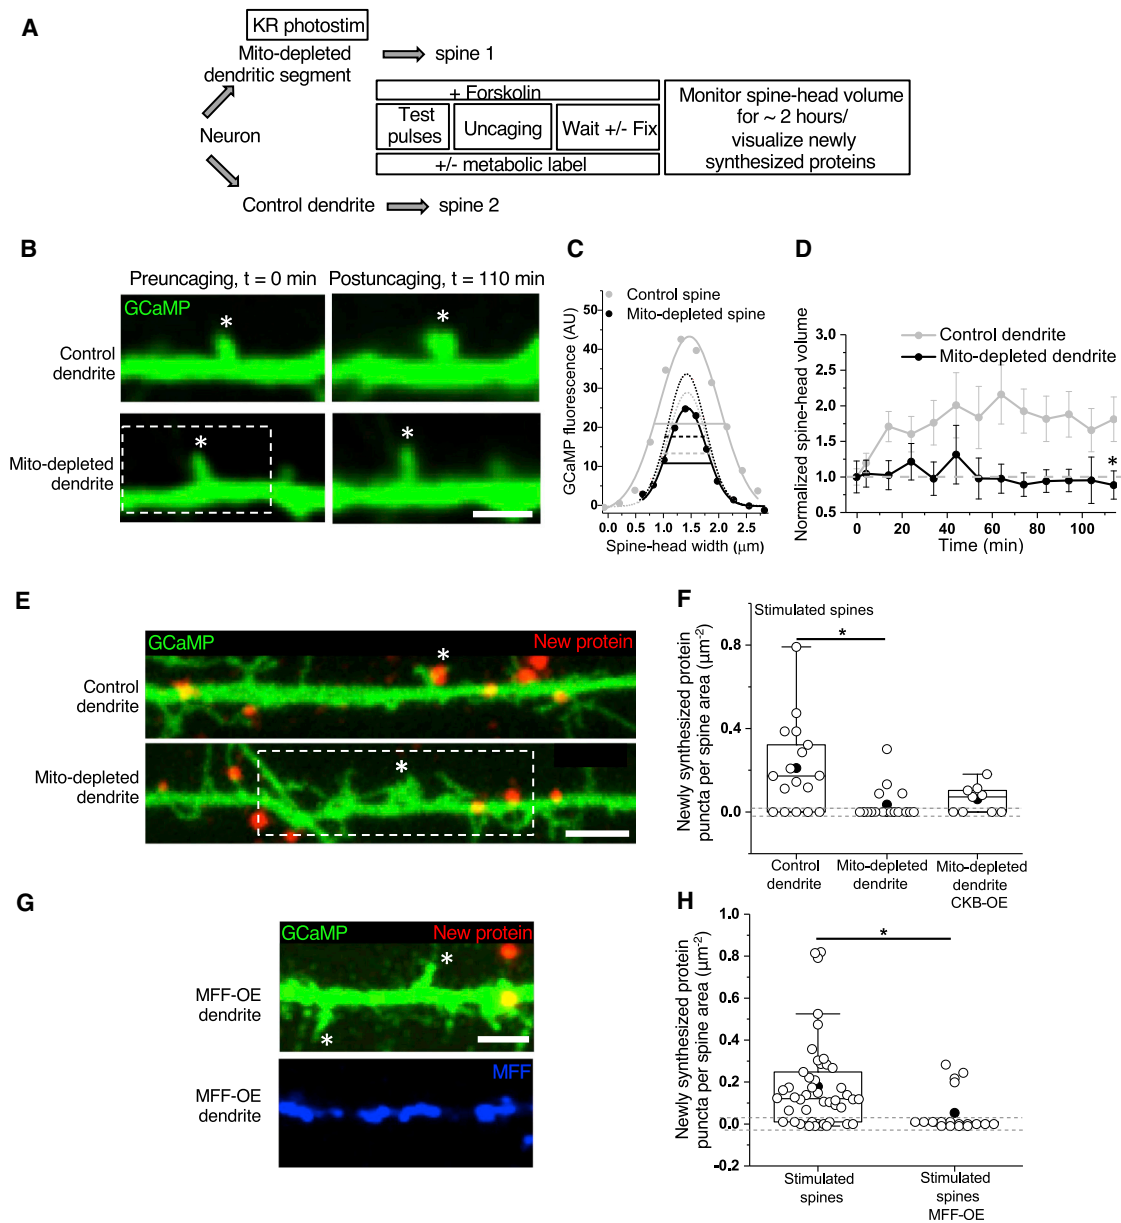 A
KR photostim
Mito-depleted
dendritic segment
spine 1
Neuron
+ Forskolin
Test
pulses
Uncaging
Wait +/- Fix
+/- metabolic label
Monitor spine-head volume
for ~ 2 hours/
visualize newly
synthesized proteins
Control dendrite
spine 2
B
Preuncaging, t = 0 min
Postuncaging, t = 110 min
GCaMP
*
*
Control
dendrite
*
*
Mito-depleted
dendrite
C
Control spine
Mito-depleted spine
GCaMP fluorescence (AU)
50
40
30
20
10
0
0.0 0.5 1.0 1.5 2.0 2.5
Spine-head width (μm)
D
Control dendrite
Mito-depleted dendrite
Normalized spine-head volume
3.0
2.5
2.0
1.5
1.0
0.5
*
0 20 40 60 80 100
Time (min)
E
GCaMP
New protein
*
Control
dendrite
*
Mito-depleted
dendrite
F
Stimulated spines
*
Newly synthesized protein
puncta per spine area (μm⁻²)
0.8
0.4
0.0
Control
dendrite
Mito-depleted
dendrite
Mito-depleted
dendrite
CKB-OE
G
GCaMP
New protein
*
*
MFF-OE
dendrite
MFF
MFF-OE
dendrite
H
*
Newly synthesized protein
puncta per spine area (μm⁻²)
1.0
0.8
0.6
0.4
0.2
0.0
-0.2
Stimulated
spines
Stimulated
spines
MFF-OE